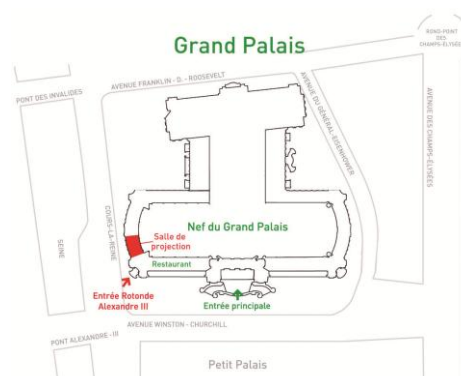 Grand Palais
ROND-POINT
DES
CHAMPS-ÉLYSÉES
PONT DES INVALIDES
AVENUE FRANKLIN - D. - ROOSEVELT
AVENUE DU GÉNÉRAL-EISENHOWER
AVENUE DES CHAMPS-ÉLYSÉES
SEINE
COURS-LA-REINE
Nef du Grand Palais
Salle de
projection
Restaurant
Entrée Rotonde
Alexandre III
Entrée principale
AVENUE WINSTON - CHURCHILL
PONT ALEXANDRE - III
Petit Palais